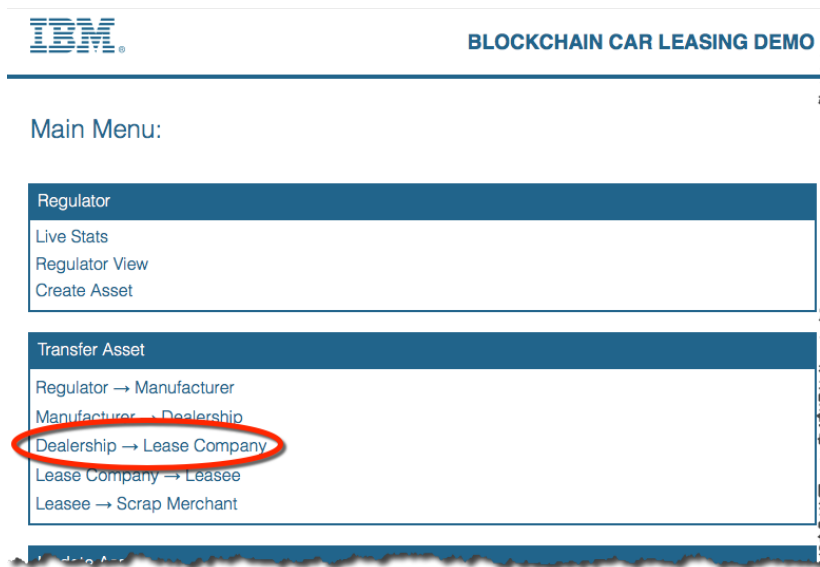 IBM®
BLOCKCHAIN CAR LEASING DEMO
Main Menu:
Regulator
Live Stats
Regulator View
Create Asset
Transfer Asset
Regulator → Manufacturer
Manufacturer → Dealership
Dealership → Lease Company
Lease Company → Leasee
Leasee → Scrap Merchant